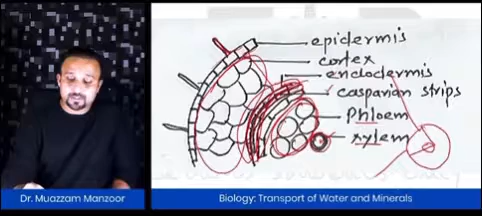 epidermis
cortex
endodermis
casparian strips
Phloem
xylem
Dr. Muazzam Manzoor
Biology: Transport of Water and Minerals